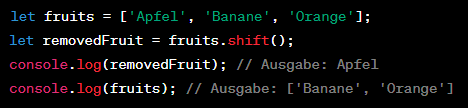 let fruits = ['Apfel', 'Banane', 'Orange'];
let removedFruit = fruits.shift();
console.log(removedFruit); // Ausgabe: Apfel
console.log(fruits); // Ausgabe: ['Banane', 'Orange']